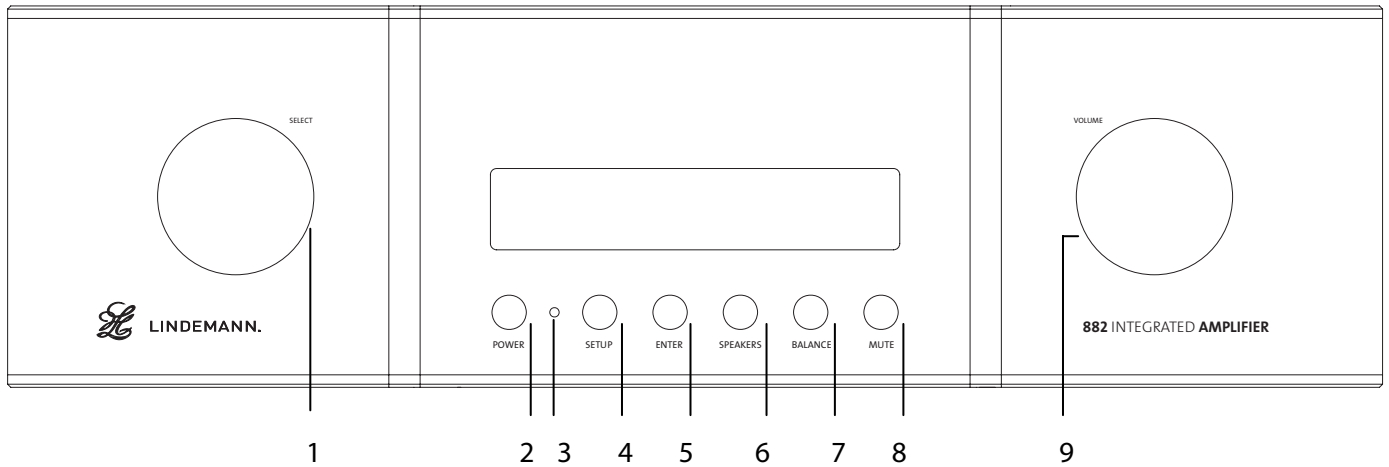 SELECT
VOLUME
LINDEMANN.
882 INTEGRATED AMPLIFIER
POWER SETUP ENTER SPEAKERS BALANCE MUTE
1 2 3 4 5 6 7 8 9